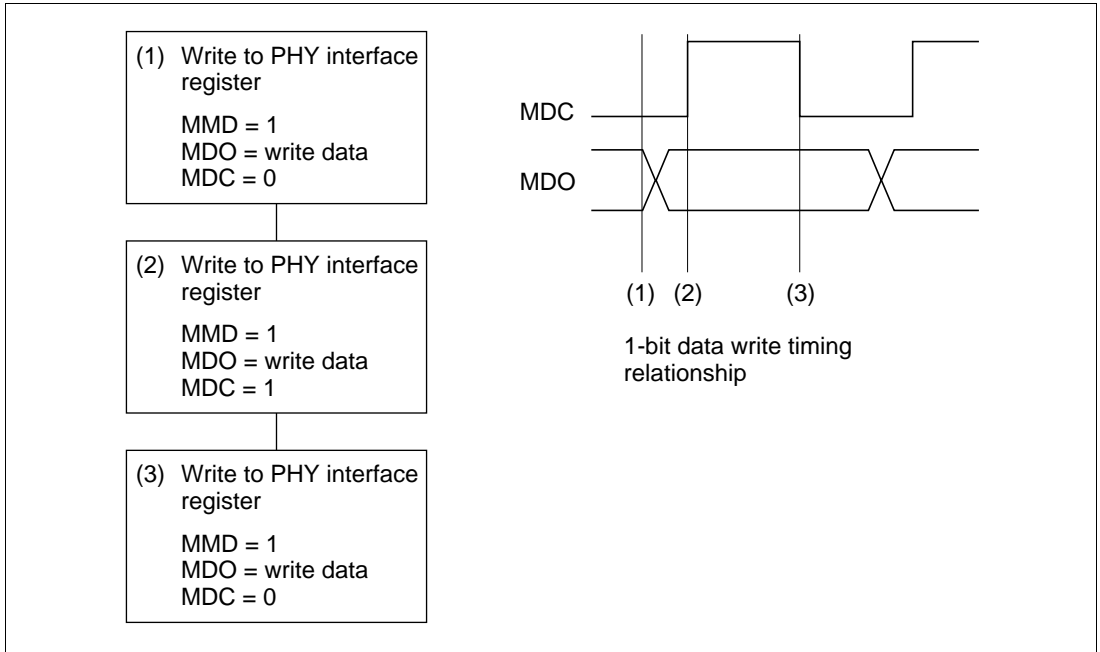 (1) Write to PHY interface
register
MMD = 1
MDO = write data
MDC = 0
(2) Write to PHY interface
register
MMD = 1
MDO = write data
MDC = 1
(3) Write to PHY interface
register
MMD = 1
MDO = write data
MDC = 0
MDC
MDO
(1) (2) (3)
1-bit data write timing
relationship